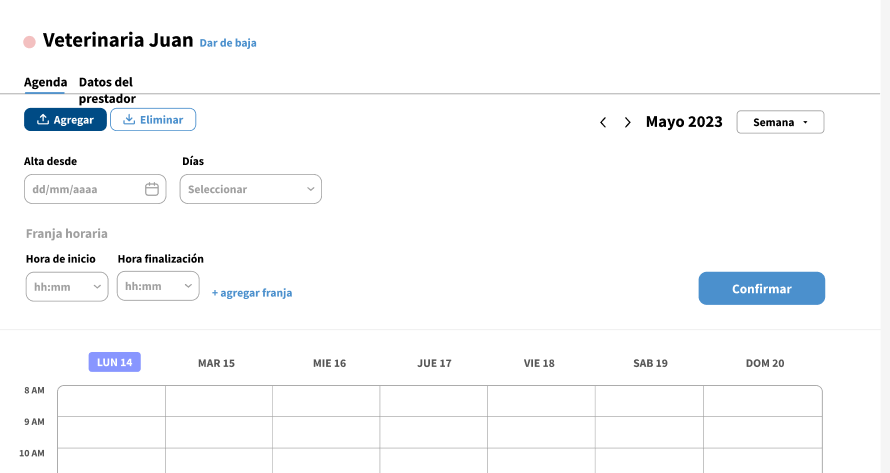 Veterinaria Juan Dar de baja
Agenda Datos del
prestador
Agregar Eliminar
Mayo 2023 Semana
Alta desde Días
dd/mm/aaaa Seleccionar
Franja horaria
Hora de inicio Hora finalización
hh:mm hh:mm + agregar franja
Confirmar
LUN 14 MAR 15 MIE 16 JUE 17 VIE 18 SAB 19 DOM 20
8 AM
9 AM
10 AM